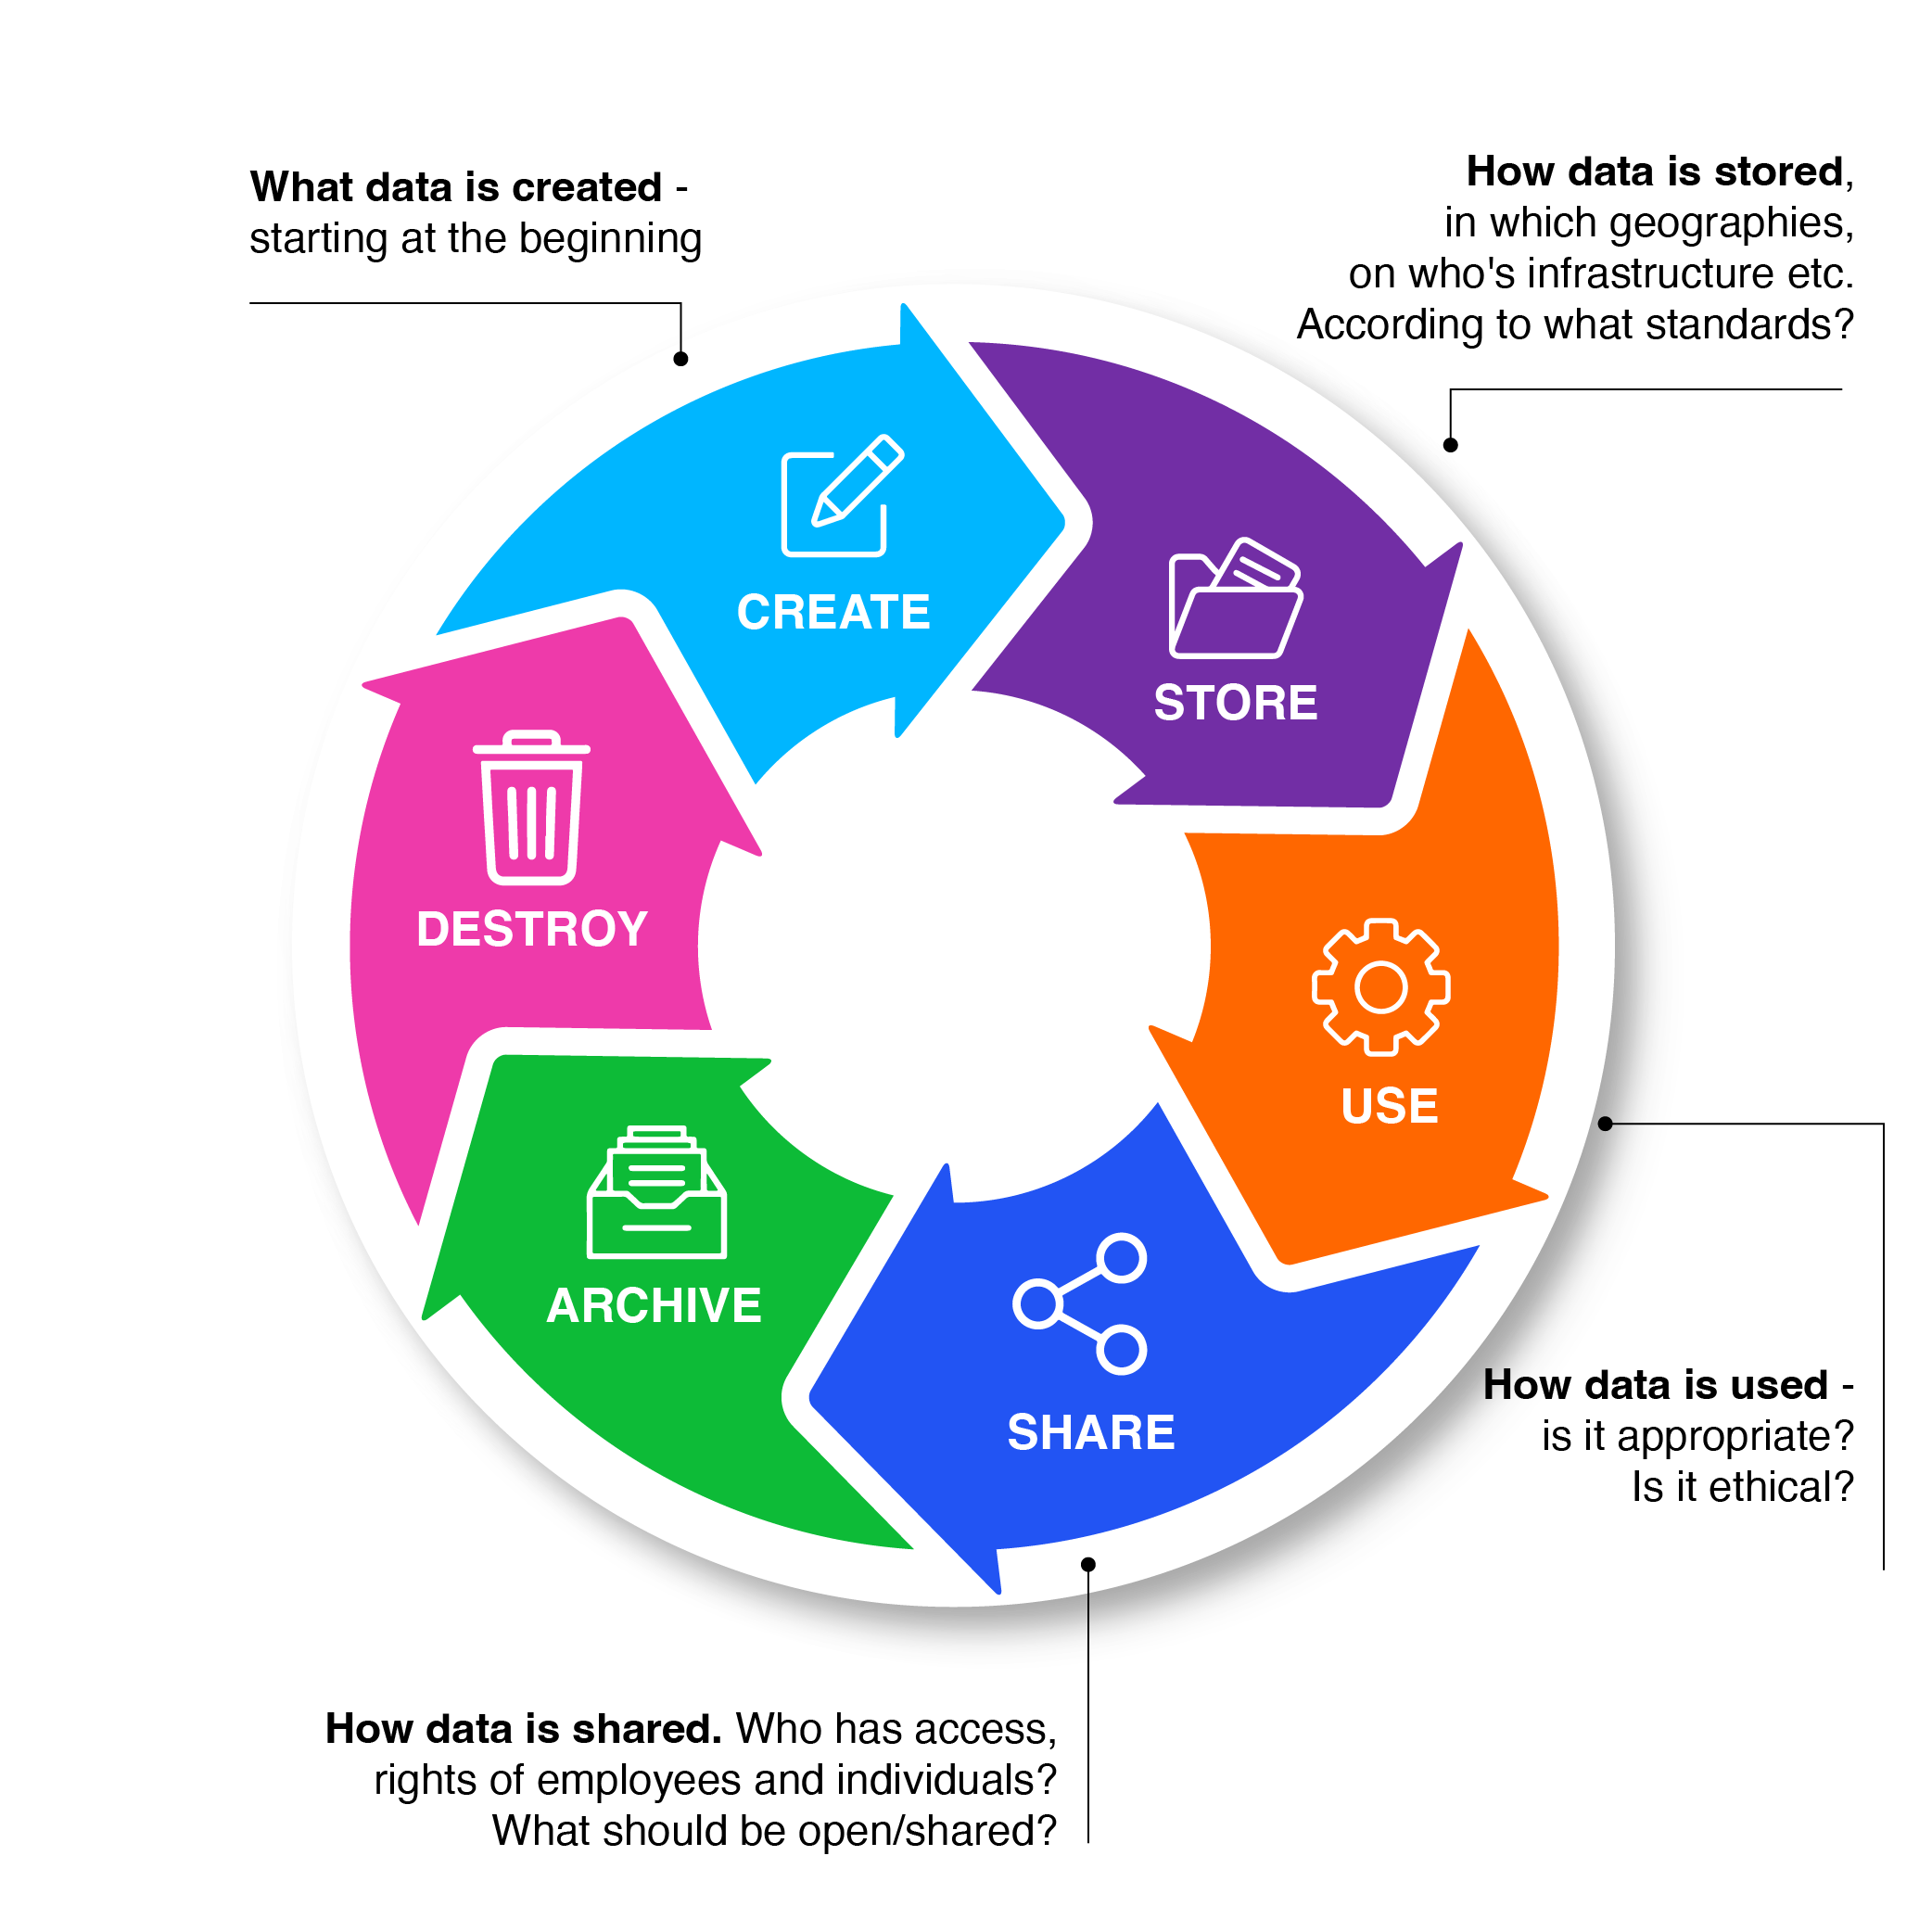 What data is created -
starting at the beginning
How data is stored,
in which geographies,
on who's infrastructure etc.
According to what standards?
CREATE
STORE
DESTROY
USE
ARCHIVE
SHARE
How data is used -
is it appropriate?
Is it ethical?
How data is shared. Who has access,
rights of employees and individuals?
What should be open/shared?